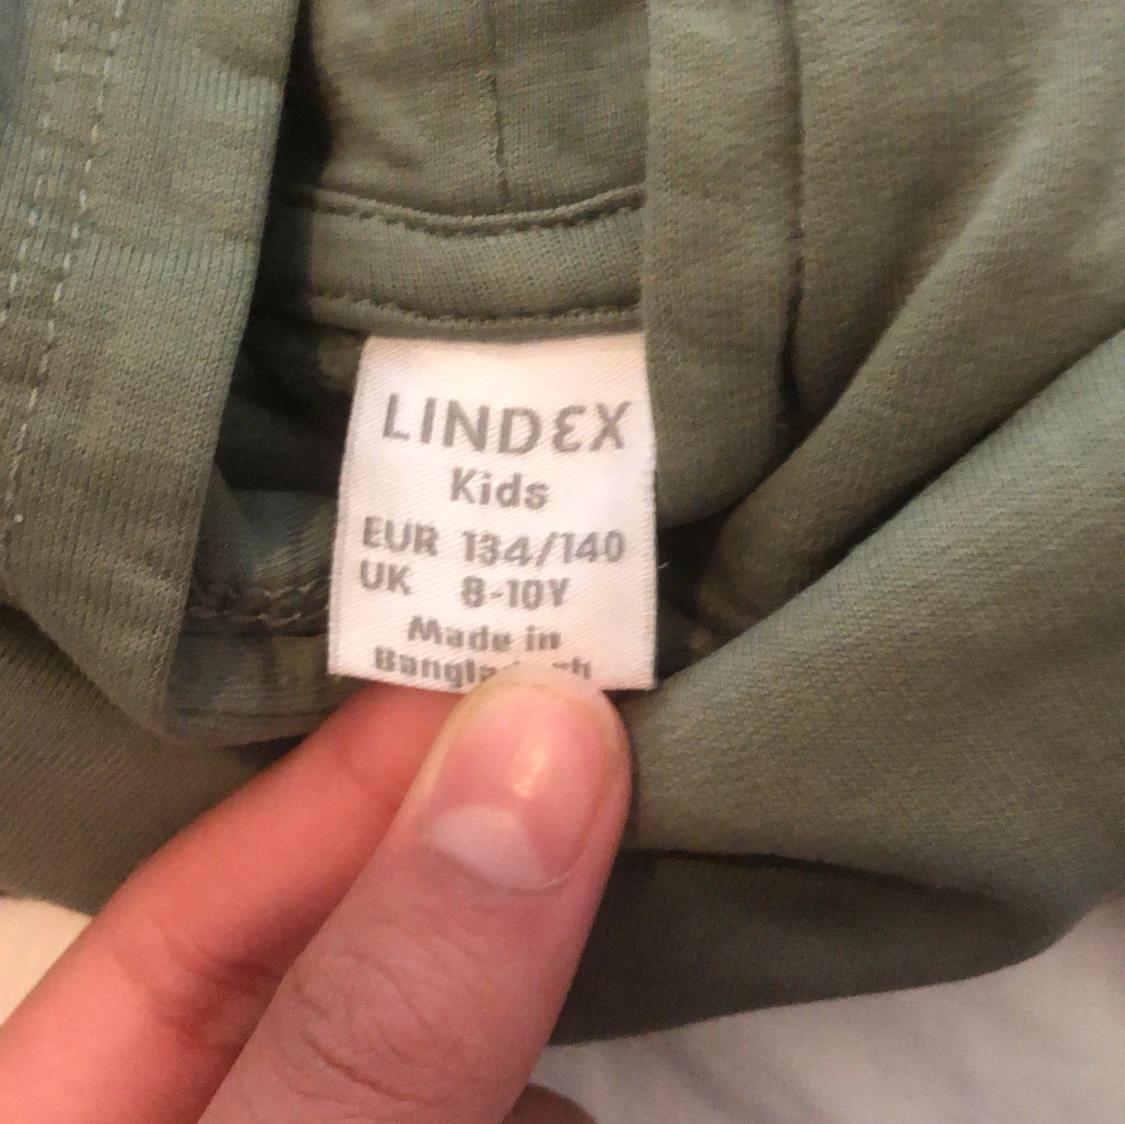 LINDEX
Kids
EUR 134/140
UK 8-10Y
Made in